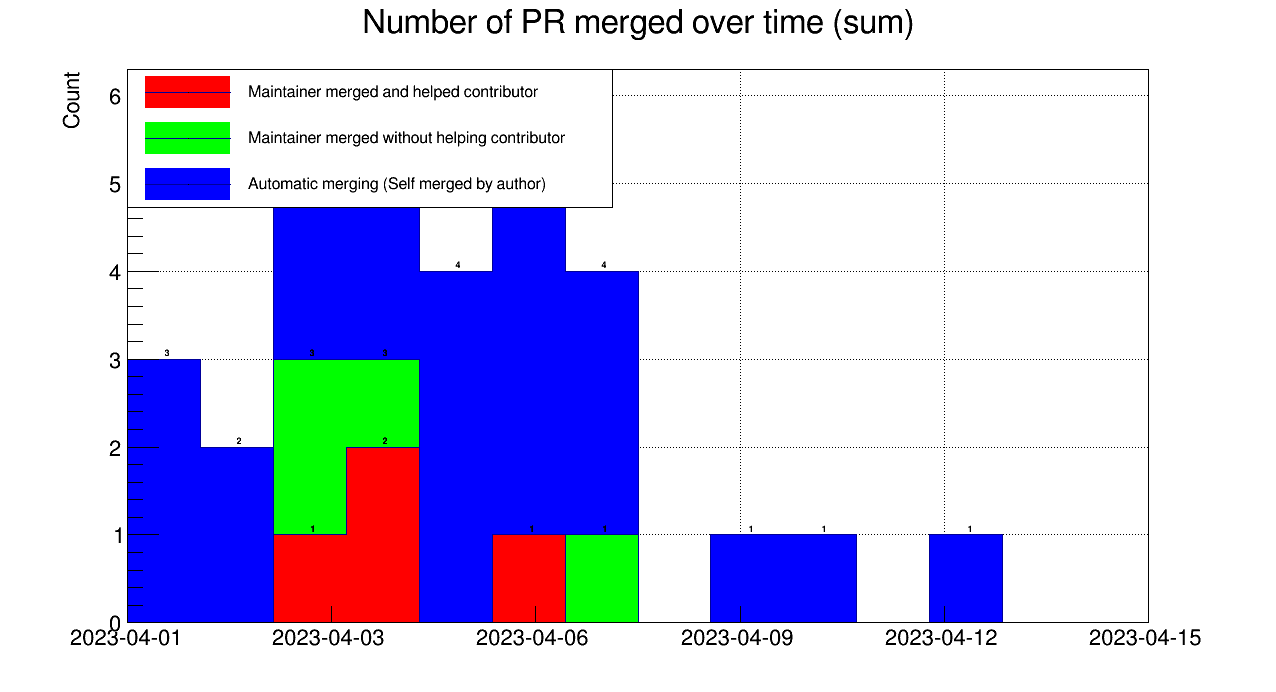 Number of PR merged over time (sum)
Count
6
5
4
3
2
1
0
Maintainer merged and helped contributor
Maintainer merged without helping contributor
Automatic merging (Self merged by author)
4 4
3 2 3
2 2
1 1 1 1 1 1
2023-04-01 2023-04-03 2023-04-06 2023-04-09 2023-04-12 2023-04-15